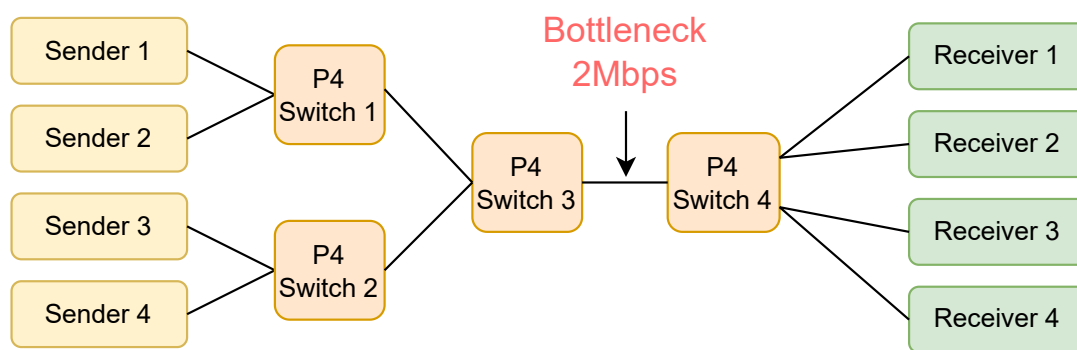 Sender 1
Sender 2
Sender 3
Sender 4
P4
Switch 1
P4
Switch 2
P4
Switch 3
Bottleneck
2Mbps
P4
Switch 4
Receiver 1
Receiver 2
Receiver 3
Receiver 4